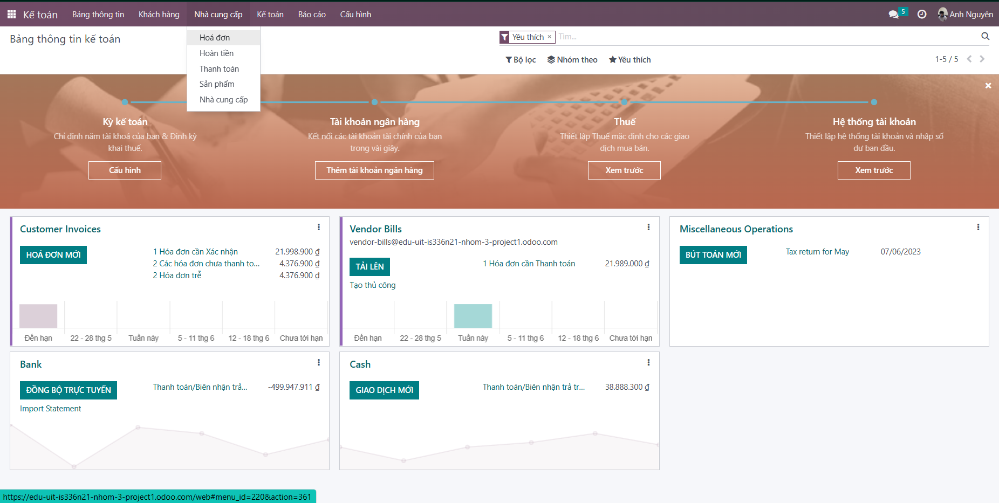 Kế toán Bảng thông tin Khách hàng Nhà cung cấp Kế toán Báo cáo Cấu hình 5 Anh Nguyên
Bảng thông tin kế toán
Hoá đơn
Hoàn tiền
Thanh toán
Sản phẩm
Nhà cung cấp
Yêu thích × Tìm...
Bộ lọc Nhóm theo Yêu thích 1-5 / 5
Kỳ kế toán
Chỉ định năm tài khoá của bạn & Định kỳ
khai thuế.
Cấu hình
Tài khoản ngân hàng
Kết nối các tài khoản tài chính của bạn
trong vài giây.
Thêm tài khoản ngân hàng
Thuế
Thiết lập Thuế mặc định cho các giao
dịch mua bán.
Xem trước
Hệ thống tài khoản
Thiết lập hệ thống tài khoản và nhập số
dư ban đầu.
Xem trước
Customer Invoices
HOÁ ĐƠN MỚI
1 Hóa đơn cần Xác nhận 21.998.900 ₫
2 Các hóa đơn chưa thanh to... 4.376.900 ₫
2 Hóa đơn trễ 4.376.900 ₫
Đến hạn 22 - 28 thg 5 Tuần này 5 - 11 thg 6 12 - 18 thg 6 Chưa tới hạn
Vendor Bills
vendor-bills@edu-uit-is336n21-nhom-3-project1.odoo.com
TẢI LÊN
1 Hóa đơn cần Thanh toán 21.989.000 ₫
Tạo thủ công
Đến hạn 22 - 28 thg 5 Tuần này 5 - 11 thg 6 12 - 18 thg 6 Chưa tới hạn
Miscellaneous Operations
BÚT TOÁN MỚI
Tax return for May 07/06/2023
Bank
ĐỒNG BỘ TRỰC TUYẾN
Thanh toán/Biên nhận trả... -499.947.911 ₫
Import Statement
Cash
GIAO DỊCH MỚI
Thanh toán/Biên nhận trả tr... 38.888.300 ₫
https://edu-uit-is336n21-nhom-3-project1.odoo.com/web#menu_id=220&action=361